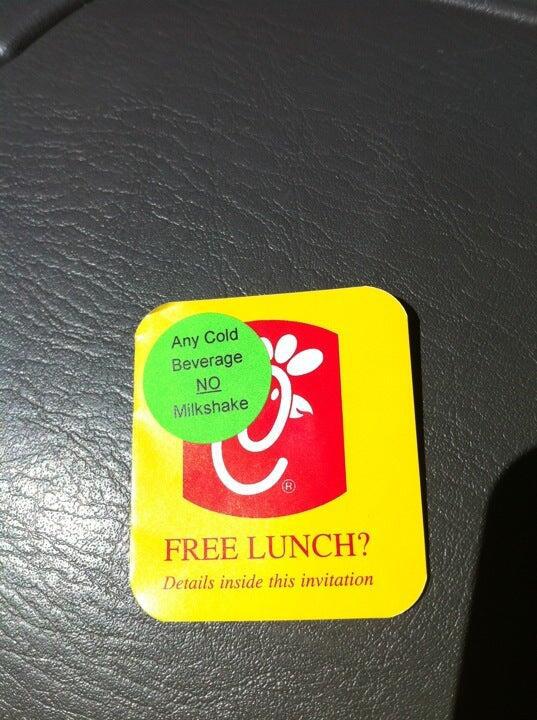 Any Cold
Beverage
NO
Milkshake
®
FREE LUNCH?
Details inside this invitation